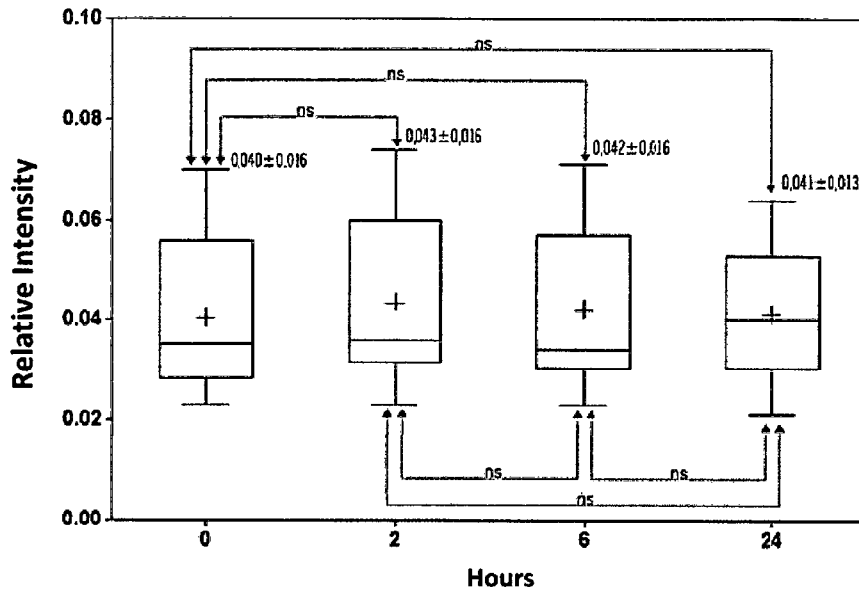 0.10
ns
ns
0.08
ns
0,043±0,016
0,040±0,016
0,042±0,016
0,041±0,013
0.06
Relative Intensity
0.04
0.02
ns
ns
ns
0.00
0
2
6
24
Hours